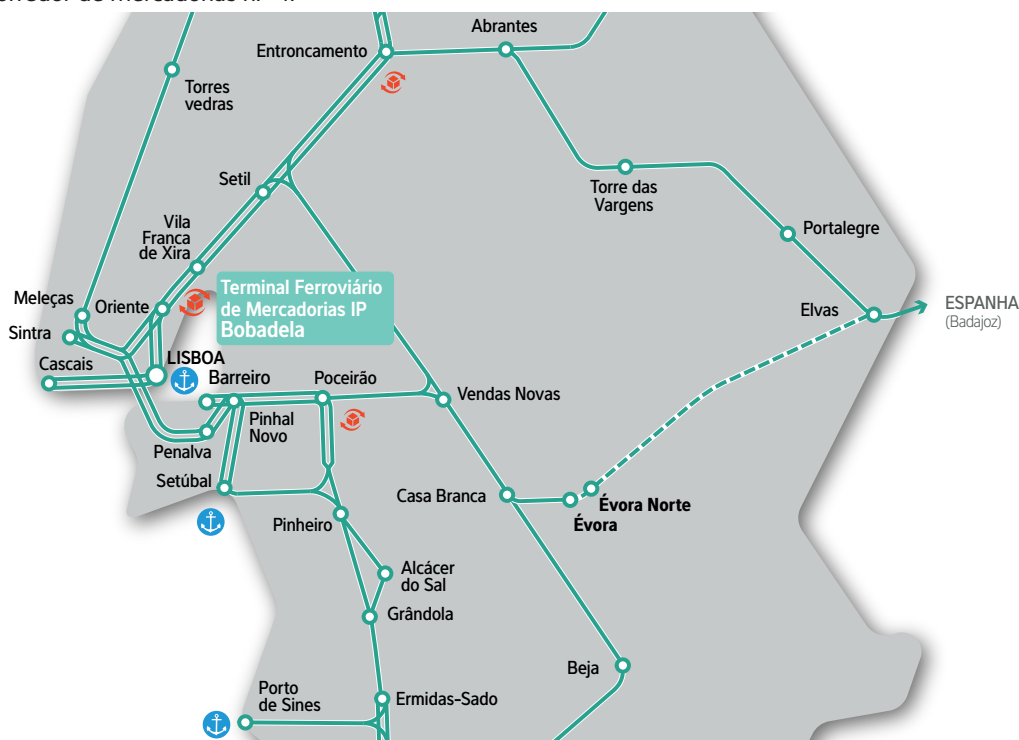 Abrantes
Entroncamento
Torres
vedras
Setil
Torre das
Vargens
Vila
Franca
de Xira
Portalegre
Terminal Ferroviário
de Mercadorias IP
Bobadela
Meleças
Oriente
Sintra
Elvas
ESPANHA
(Badajoz)
LISBOA
Cascais
Barreiro
Poceirão
Vendas Novas
Pinhal
Novo
Penalva
Setúbal
Casa Branca
Évora Norte
Évora
Pinheiro
Alcácer
do Sal
Grândola
Beja
Porto
de Sines
Ermidas-Sado